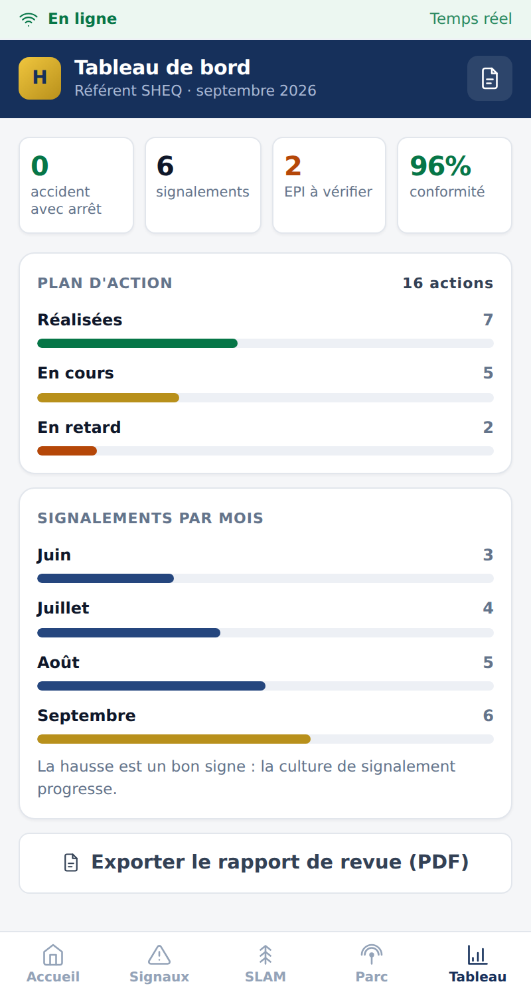 En ligne
Temps réel
H
Tableau de bord
Référent SHEQ · septembre 2026
0
accident
avec arrêt
6
signalements
2
EPI à vérifier
96%
conformité
PLAN D'ACTION
16 actions
Réalisées
7
En cours
5
En retard
2
SIGNALEMENTS PAR MOIS
Juin
3
Juillet
4
Août
5
Septembre
6
La hausse est un bon signe : la culture de signalement
progresse.
Exporter le rapport de revue (PDF)
Accueil
Signaux
SLAM
Parc
Tableau